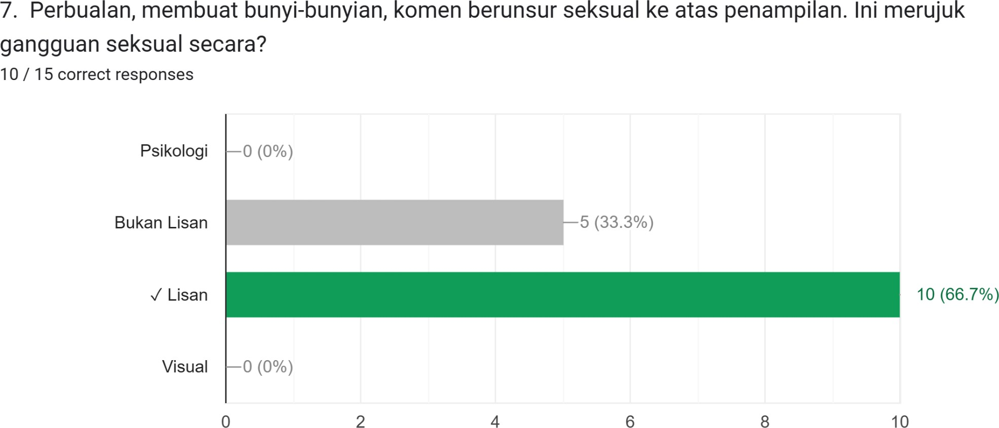 7.  Perbualan, membuat bunyi-bunyian, komen berunsur seksual ke atas penampilan. Ini merujuk
gangguan seksual secara?
10 / 15 correct responses
Psikologi
0 (0%)
Bukan Lisan
5 (33.3%)
✓ Lisan
10 (66.7%)
Visual
0 (0%)
0 2 4 6 8 10